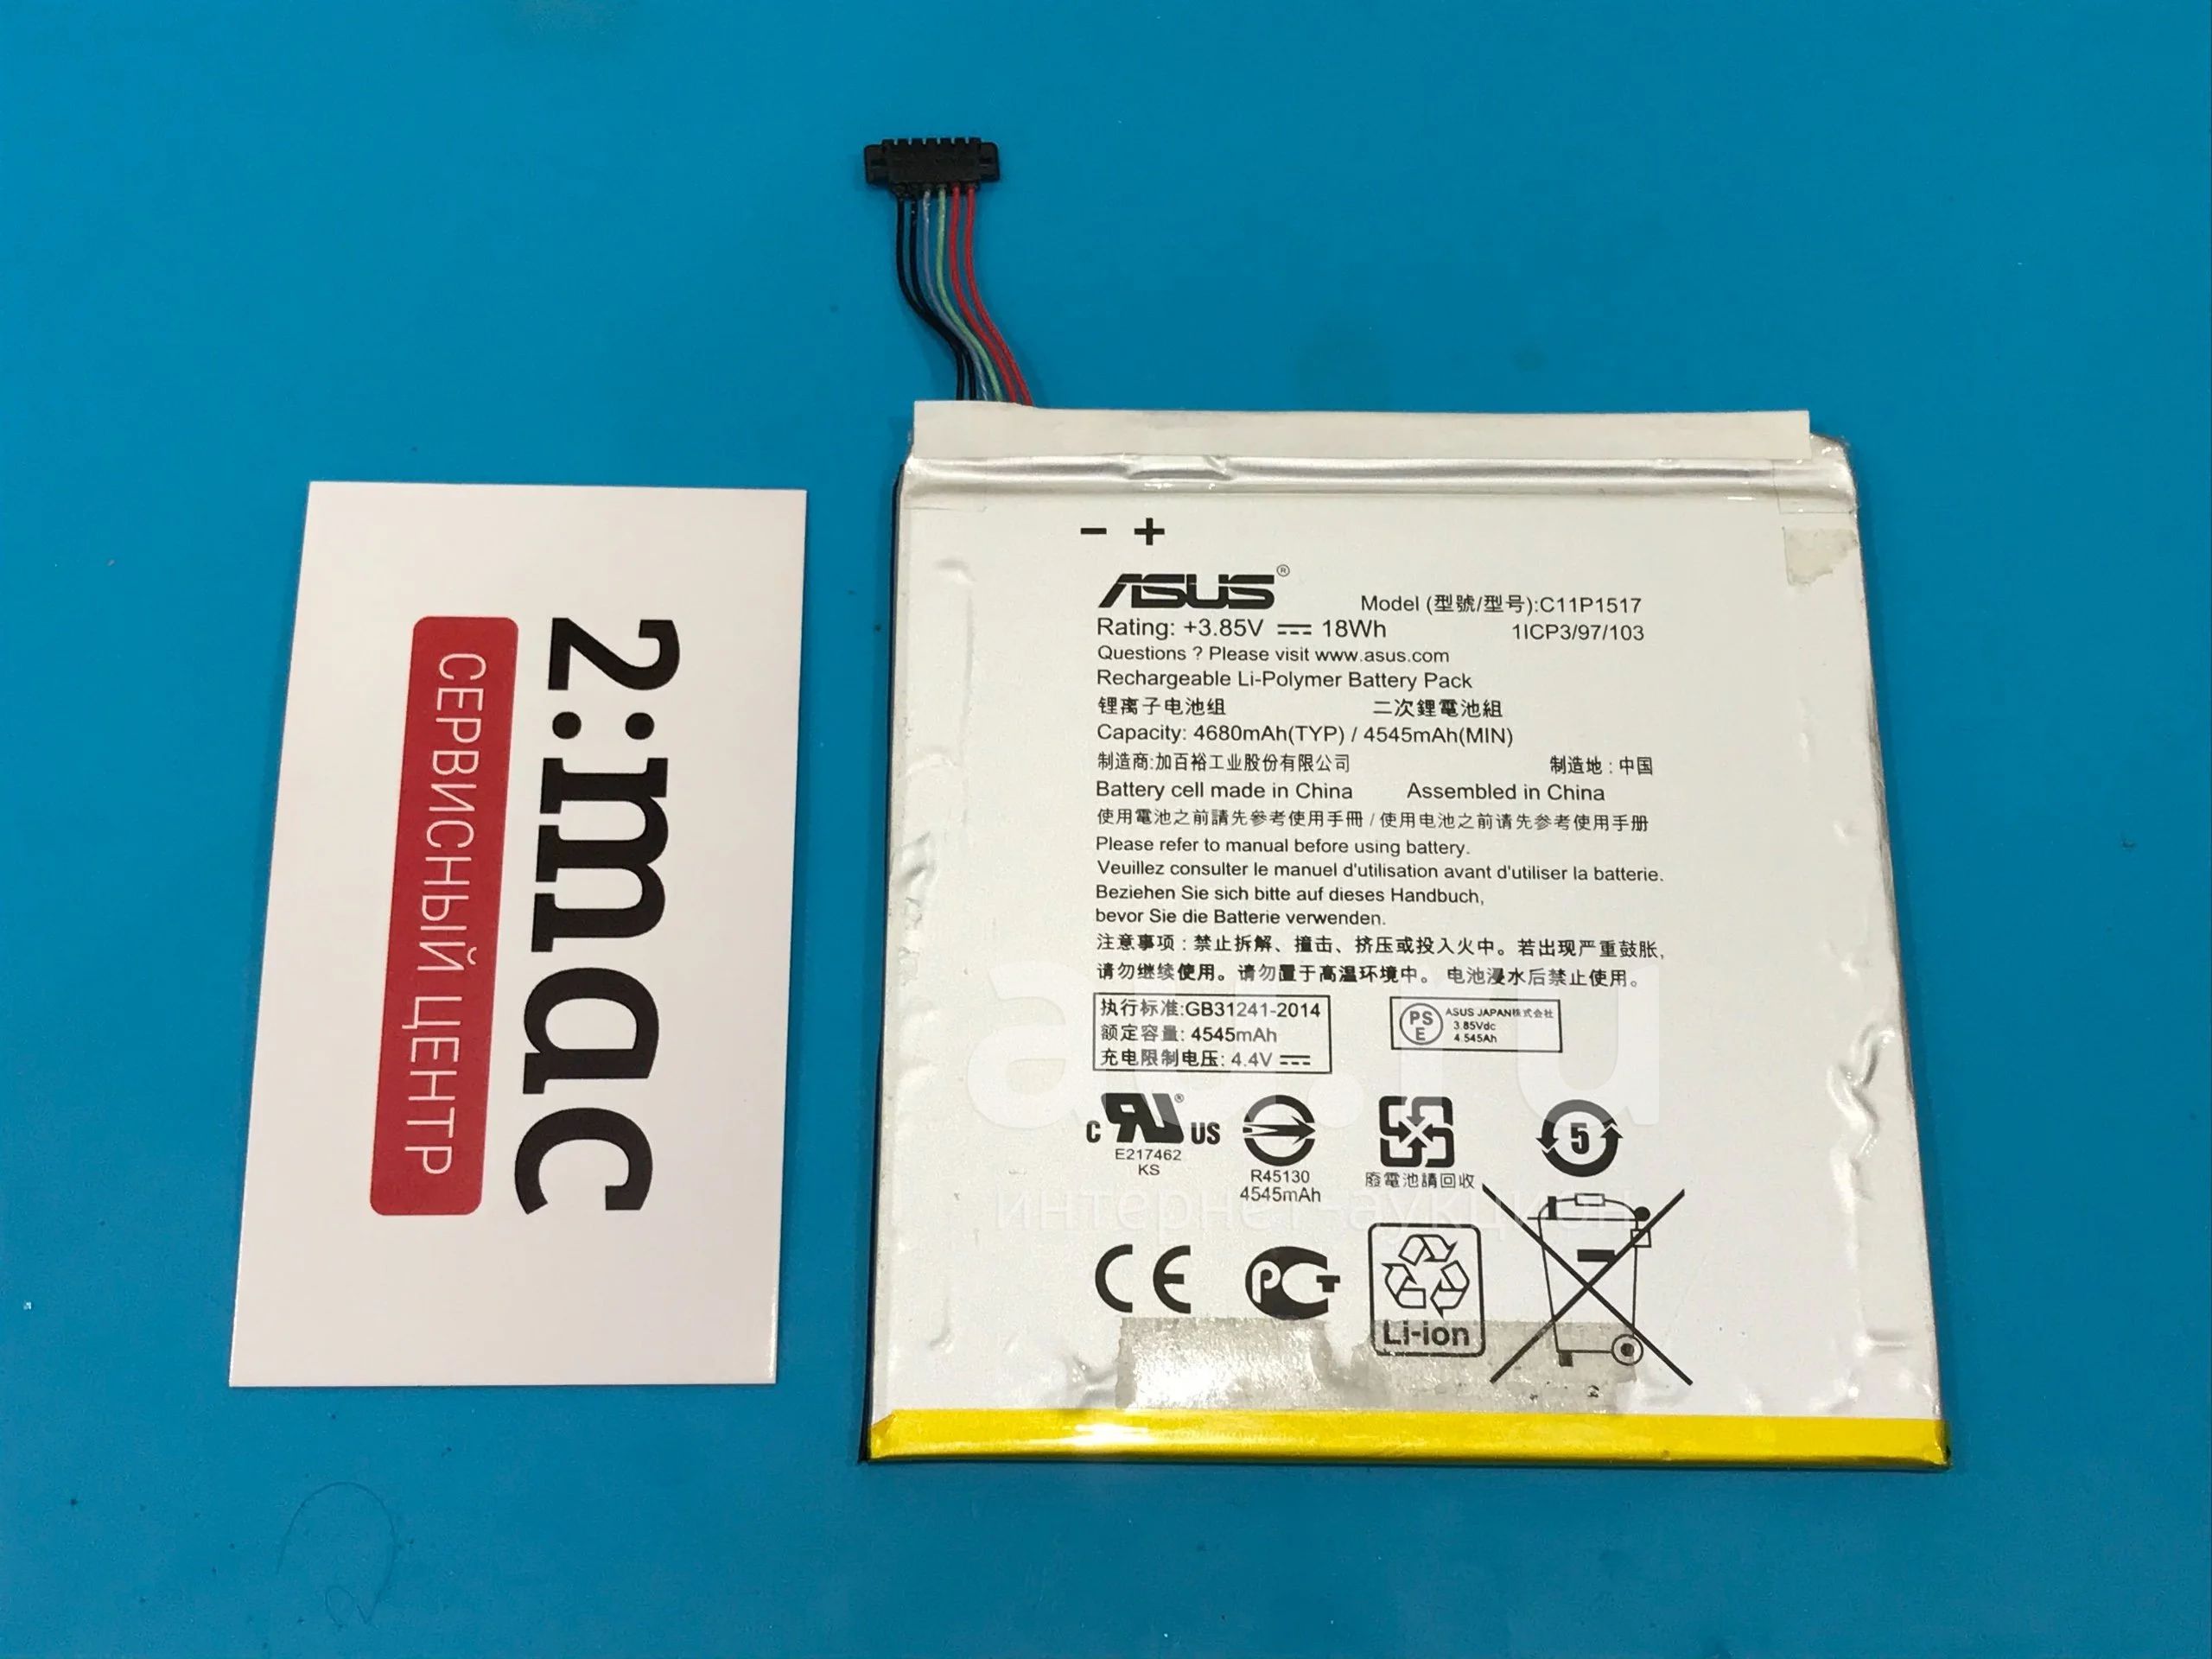 2:mac
СЕРВИСНЫЙ ЦЕНТР
− +
ASUS®
Model (型號/型号):C11P1517
Rating: +3.85V 18Wh
1ICP3/97/103
Questions ? Please visit www.asus.com
Rechargeable Li-Polymer Battery Pack
锂离子电池组 二次鋰電池組
Capacity: 4680mAh(TYP) / 4545mAh(MIN)
制造商:加百裕工业股份有限公司 制造地:中国
Battery cell made in China Assembled in China
使用電池之前請先參考使用手冊 / 使用电池之前请先参考使用手册
Please refer to manual before using battery.
Veuillez consulter le manuel d'utilisation avant d'utiliser la batterie.
Beziehen Sie sich bitte auf dieses Handbuch,
bevor Sie die Batterie verwenden.
注意事项:禁止拆解、撞击、挤压或投入火中。若出现严重鼓胀,
请勿继续使用。请勿置于高温环境中。电池浸水后禁止使用。
执行标准:GB31241-2014
额定容量: 4545mAh
充电限制电压: 4.4V
PS
E
ASUS JAPAN株式会社
3.85Vdc
4.545Ah
au.ru
c RU® US
E217462
KS
R45130
4545mAh
廢電池請回收
5
интернет-аукцион
CE
РСТ
Li-ion